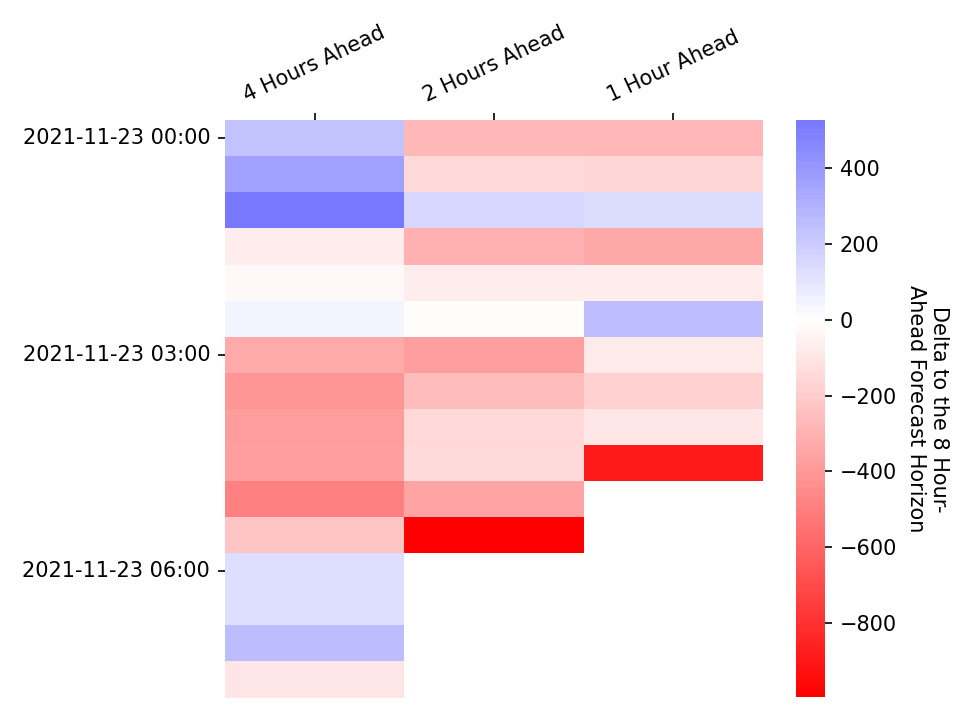 4 Hours Ahead
2 Hours Ahead
1 Hour Ahead
2021-11-23 00:00
2021-11-23 03:00
2021-11-23 06:00
400
200
0
−200
−400
−600
−800
Delta to the 8 Hour-
Ahead Forecast Horizon